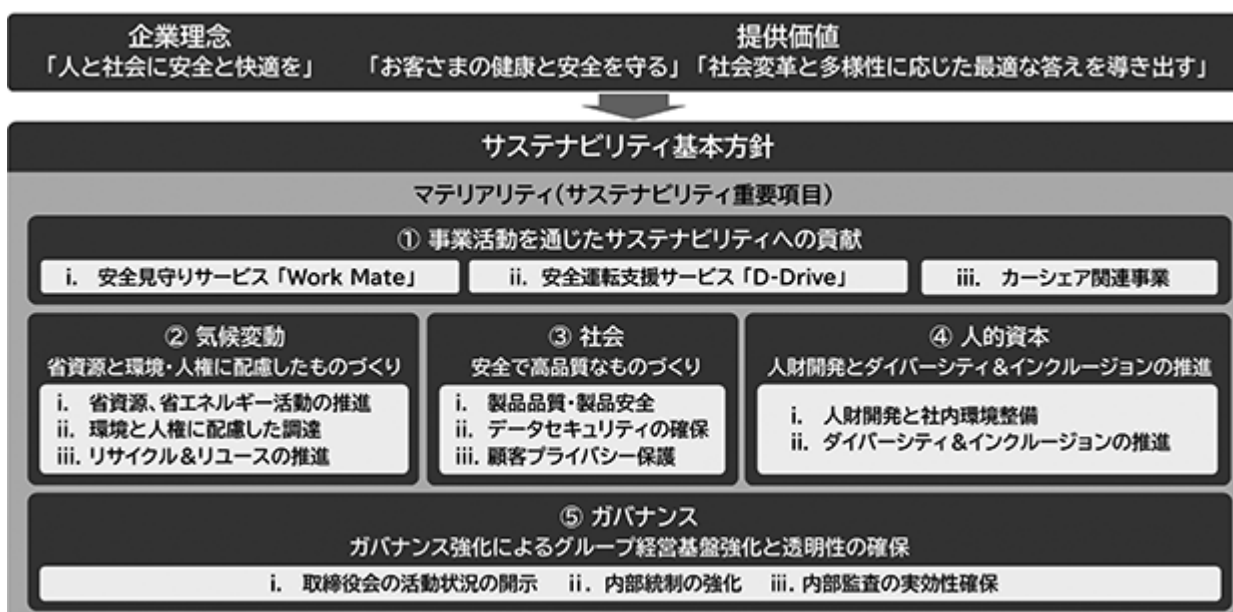 企業理念
「人と社会に安全と快適を」
提供価値
「お客さまの健康と安全を守る」「社会変革と多様性に応じた最適な答えを導き出す」
サステナビリティ基本方針
マテリアリティ(サステナビリティ重要項目)
① 事業活動を通じたサステナビリティへの貢献
i. 安全見守りサービス「Work Mate」
ii. 安全運転支援サービス「D-Drive」
iii. カーシェア関連事業
② 気候変動
省資源と環境・人権に配慮したものづくり
i. 省資源、省エネルギー活動の推進
ii. 環境と人権に配慮した調達
iii. リサイクル&リユースの推進
③ 社会
安全で高品質なものづくり
i. 製品品質・製品安全
ii. データセキュリティの確保
iii. 顧客プライバシー保護
④ 人的資本
人財開発とダイバーシティ&インクルージョンの推進
i. 人財開発と社内環境整備
ii. ダイバーシティ&インクルージョンの推進
⑤ ガバナンス
ガバナンス強化によるグループ経営基盤強化と透明性の確保
i. 取締役会の活動状況の開示 ii. 内部統制の強化 iii. 内部監査の実効性確保